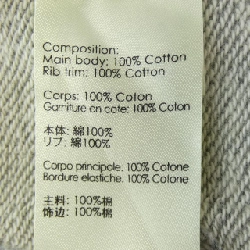 Composition:
Main body: 100% Cotton
Rib trim: 100% Cotton
Corps: 100% Coton
Garniture en cote: 100% Coton
本体: 綿100%
リブ: 綿100%
Corpo principale: 100% Cotone
Bordure elastiche: 100% Cotone
主料: 100%棉
饰边: 100%棉